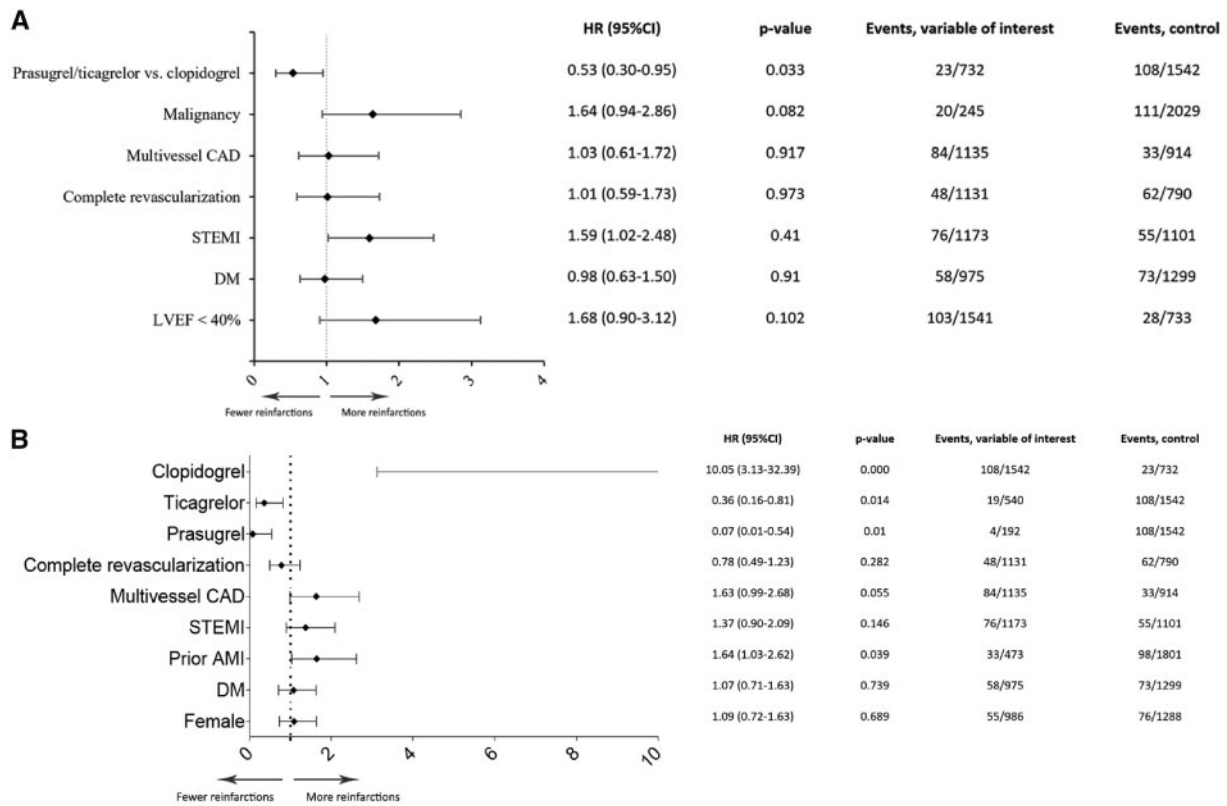 A
HR (95%CI) p-value Events, variable of interest Events, control
Prasugrel/ticagrelor vs. clopidogrel 0.53 (0.30-0.95) 0.033 23/732 108/1542
Malignancy 1.64 (0.94-2.86) 0.082 20/245 111/2029
Multivessel CAD 1.03 (0.61-1.72) 0.917 84/1135 33/914
Complete revascularization 1.01 (0.59-1.73) 0.973 48/1131 62/790
STEMI 1.59 (1.02-2.48) 0.41 76/1173 55/1101
DM 0.98 (0.63-1.50) 0.91 58/975 73/1299
LVEF < 40% 1.68 (0.90-3.12) 0.102 103/1541 28/733
0 1 2 3 4
Fewer reinfarctions More reinfarctions
B
HR (95%CI) p-value Events, variable of interest Events, control
Clopidogrel 10.05 (3.13-32.39) 0.000 108/1542 23/732
Ticagrelor 0.36 (0.16-0.81) 0.014 19/540 108/1542
Prasugrel 0.07 (0.01-0.54) 0.01 4/192 108/1542
Complete revascularization 0.78 (0.49-1.23) 0.282 48/1131 62/790
Multivessel CAD 1.63 (0.99-2.68) 0.055 84/1135 33/914
STEMI 1.37 (0.90-2.09) 0.146 76/1173 55/1101
Prior AMI 1.64 (1.03-2.62) 0.039 33/473 98/1801
DM 1.07 (0.71-1.63) 0.739 58/975 73/1299
Female 1.09 (0.72-1.63) 0.689 55/986 76/1288
0 2 4 6 8 10
Fewer reinfarctions More reinfarctions